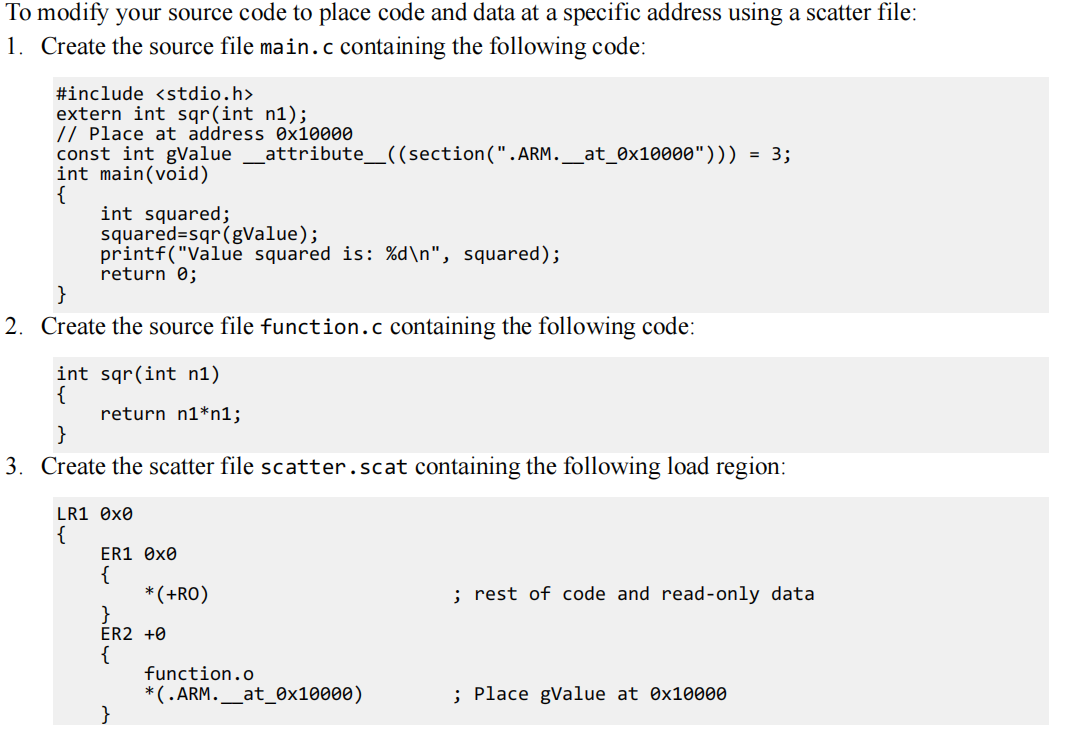 To modify your source code to place code and data at a specific address using a scatter file:
1. Create the source file main.c containing the following code:
#include <stdio.h>
extern int sqr(int n1);
// Place at address 0x10000
const int gValue __attribute__((section(".ARM.__at_0x10000"))) = 3;
int main(void)
{
    int squared;
    squared=sqr(gValue);
    printf("Value squared is: %d\n", squared);
    return 0;
}
2. Create the source file function.c containing the following code:
int sqr(int n1)
{
    return n1*n1;
}
3. Create the scatter file scatter.scat containing the following load region:
LR1 0x0
{
    ER1 0x0
    {
        *(+RO)                      ; rest of code and read-only data
    }
    ER2 +0
    {
        function.o
        *(.ARM.__at_0x10000)        ; Place gValue at 0x10000
    }